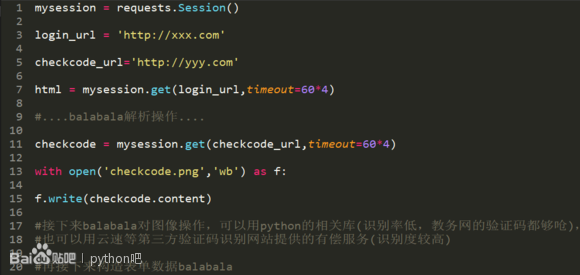 1 mysession = requests.Session()
2
3 login_url = 'http://xxx.com'
4
5 checkcode_url='http://yyy.com'
6
7 html = mysession.get(login_url,timeout=60*4)
8
9 #....balabala解析操作....
10
11 checkcode = mysession.get(checkcode_url,timeout=60*4)
12
13 with open('checkcode.png','wb') as f:
14
15 f.write(checkcode.content)
16
17 #接下来balabala对图像操作，可以用python的相关库(识别率低，教务网的验证码都够呛)，
18 #也可以用云速等第三方验证码识别网站提供的有偿服务(识别度较高)
19
20 #再接下来构造表单数据balabala
Bai百度贴吧 | python吧